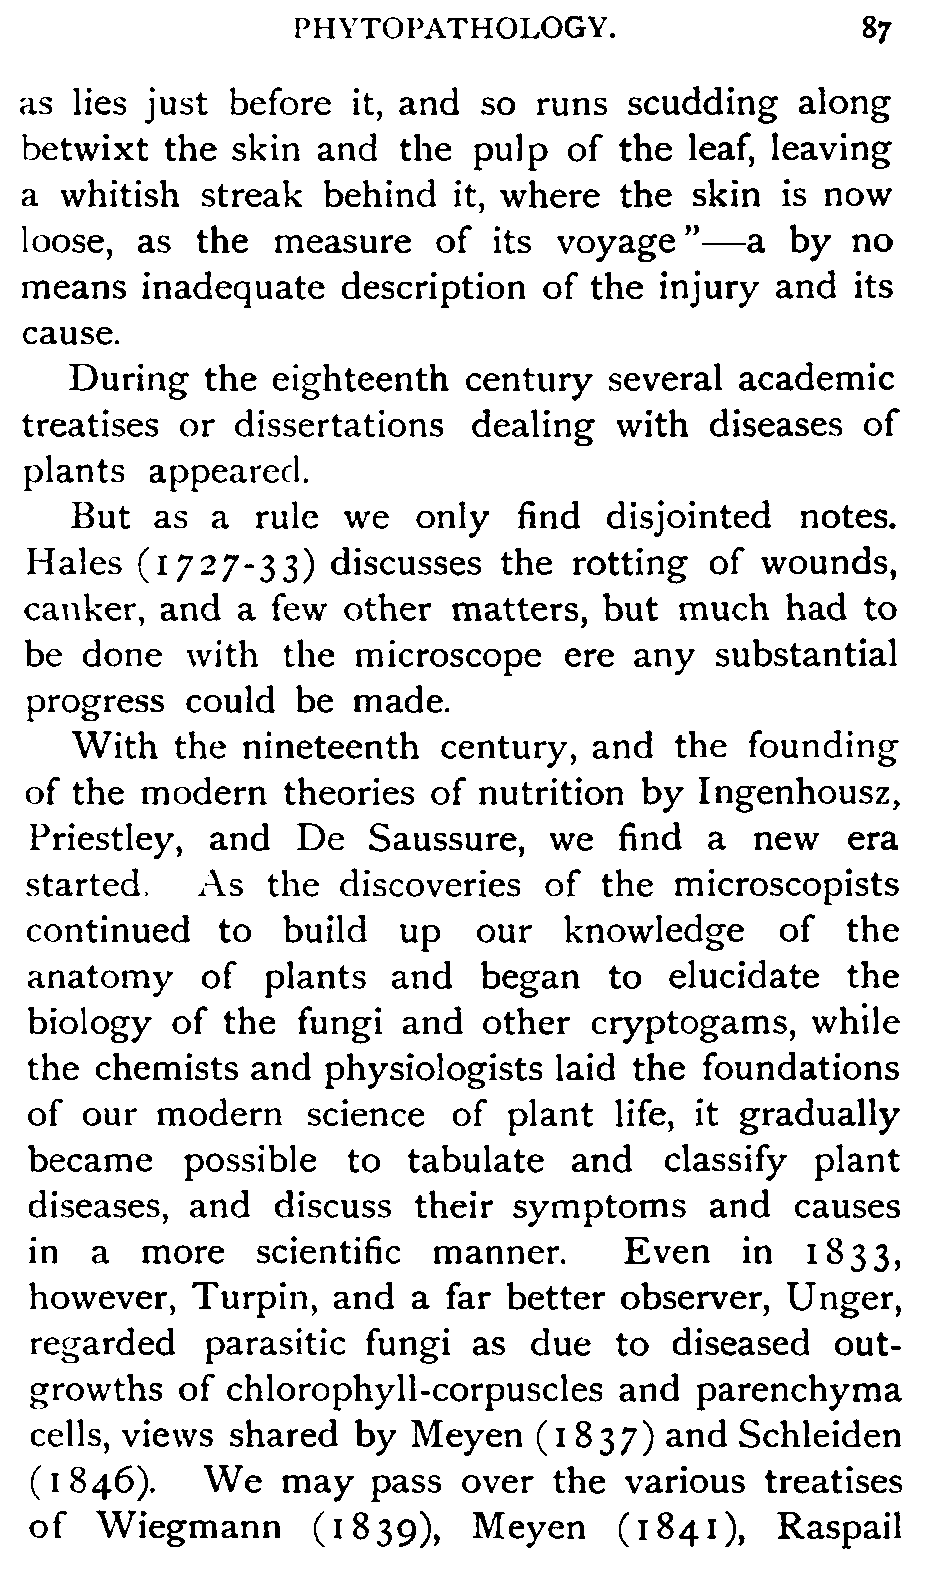 PHYTOPATHOLOGY. 87
as lies just before it, and so runs scudding along
betwixt the skin and the pulp of the leaf, leaving
a whitish streak behind it, where the skin is now
loose, as the measure of its voyage”—a by no
means inadequate description of the injury and its
cause.
During the eighteenth century several academic
treatises or dissertations dealing with diseases of
plants appeared.
But as a rule we only find disjointed notes.
Hales (1727-33) discusses the rotting of wounds,
canker, and a few other matters, but much had to
be done with the microscope ere any substantial
progress could be made.
With the nineteenth century, and the founding
of the modern theories of nutrition by Ingenhousz,
Priestley, and De Saussure, we find a new era
started. As the discoveries of the microscopists
continued to build up our knowledge of the
anatomy of plants and began to elucidate the
biology of the fungi and other cryptogams, while
the chemists and physiologists laid the foundations
of our modern science of plant life, it gradually
became possible to tabulate and classify plant
diseases, and discuss their symptoms and causes
in a more scientific manner. Even in 1833,
however, Turpin, and a far better observer, Unger,
regarded parasitic fungi as due to diseased out-
growths of chlorophyll-corpuscles and parenchyma
cells, views shared by Meyen (1837) and Schleiden
(1846). We may pass over the various treatises
of Wiegmann (1839), Meyen (1841), Raspail